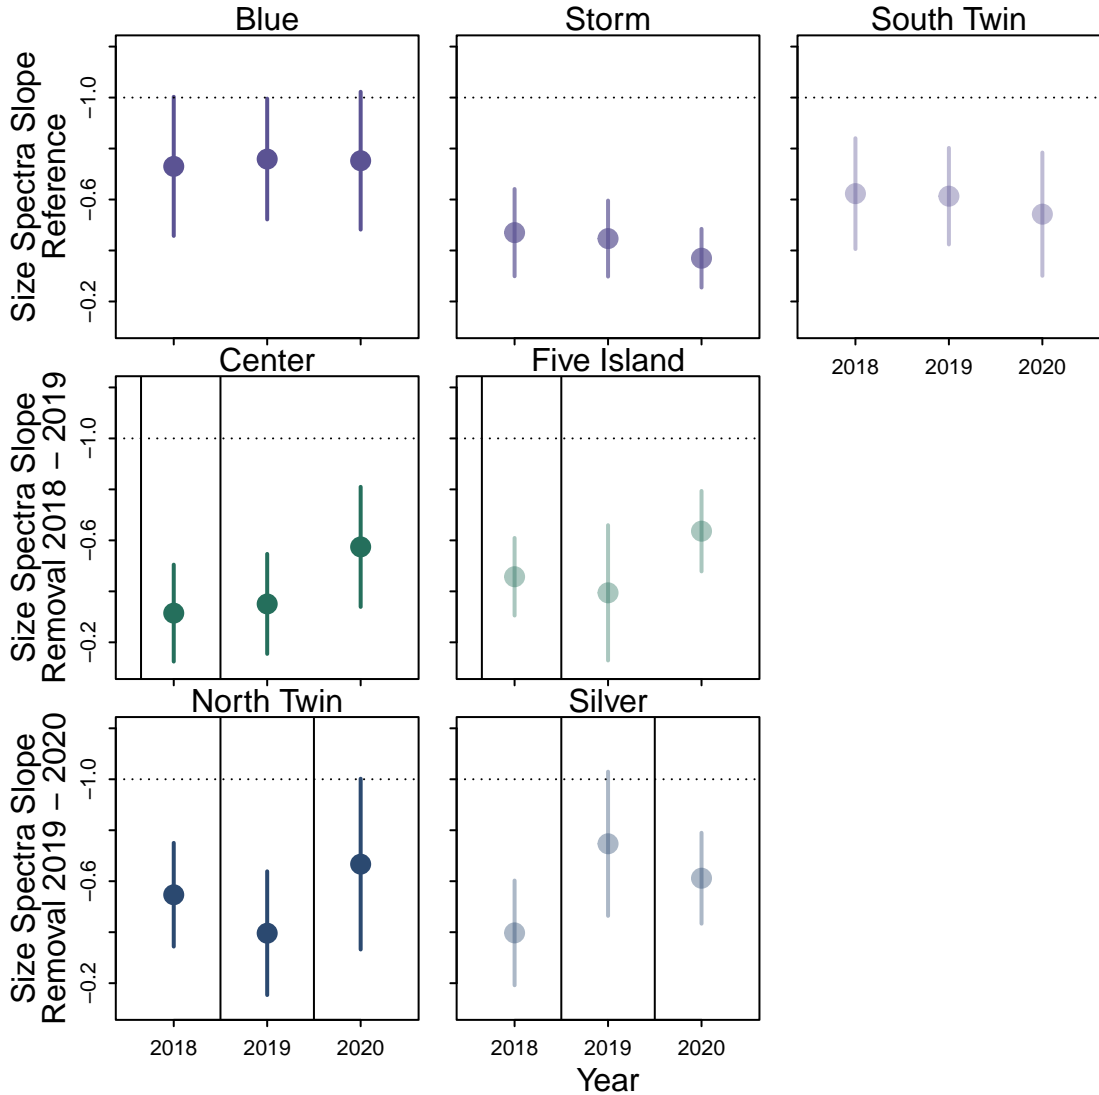 Blue
Storm
South Twin
Size Spectra Slope
Reference
−1.0
−0.6
−0.2
2018
2019
2020
Center
Five Island
Size Spectra Slope
Removal 2018 − 2019
−1.0
−0.6
−0.2
North Twin
Silver
Size Spectra Slope
Removal 2019 − 2020
−1.0
−0.6
−0.2
2018
2019
2020
2018
2019
2020
Year